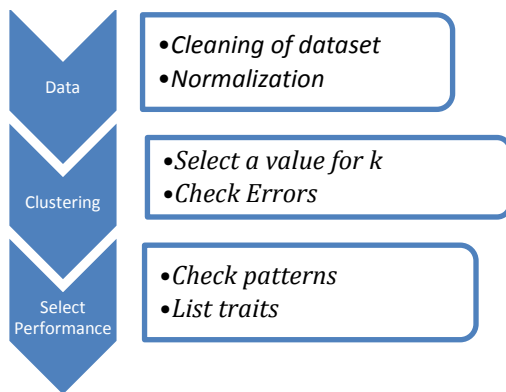 Data
•Cleaning of dataset
•Normalization
Clustering
•Select a value for k
•Check Errors
Select
Performance
•Check patterns
•List traits